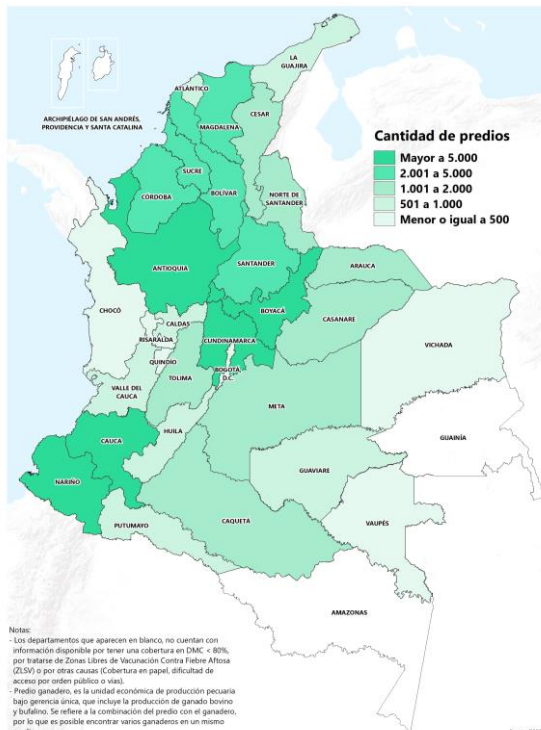 LA
GUAJIRA
ATLÁNTICO
ARCHIPIÉLAGO DE SAN ANDRÉS,
PROVIDENCIA Y SANTA CATALINA
MAGDALENA
CESAR
Cantidad de predios
Mayor a 5.000
2.001 a 5.000
1.001 a 2.000
501 a 1.000
Menor o igual a 500
SUCRE
CÓRDOBA
BOLÍVAR
NORTE DE
SANTANDER
ANTIOQUIA
SANTANDER
ARAUCA
CHOCÓ
BOYACÁ
CASANARE
CALDAS
RISARALDA
CUNDINAMARCA
VICHADA
QUINDÍO
BOGOTÁ,
D.C.
TOLIMA
VALLE DEL
CAUCA
META
GUAINÍA
HUILA
CAUCA
GUAVIARE
NARIÑO
CAQUETÁ
VAUPÉS
PUTUMAYO
AMAZONAS
Notas:
- Los departamentos que aparecen en blanco, no cuentan con
información disponible por tener una cobertura en DMC < 80%,
por tratarse de Zonas Libres de Vacunación Contra Fiebre Aftosa
(ZLSV) o por otras causas (Cobertura en papel, dificultad de
acceso por orden público o vías).
- Predio ganadero, es la unidad económica de producción pecuaria
bajo gerencia única, que incluye la producción de ganado bovino
y bufalino. Se refiere a la combinación del predio con el ganadero,
por lo que es posible encontrar varios ganaderos en un mismo